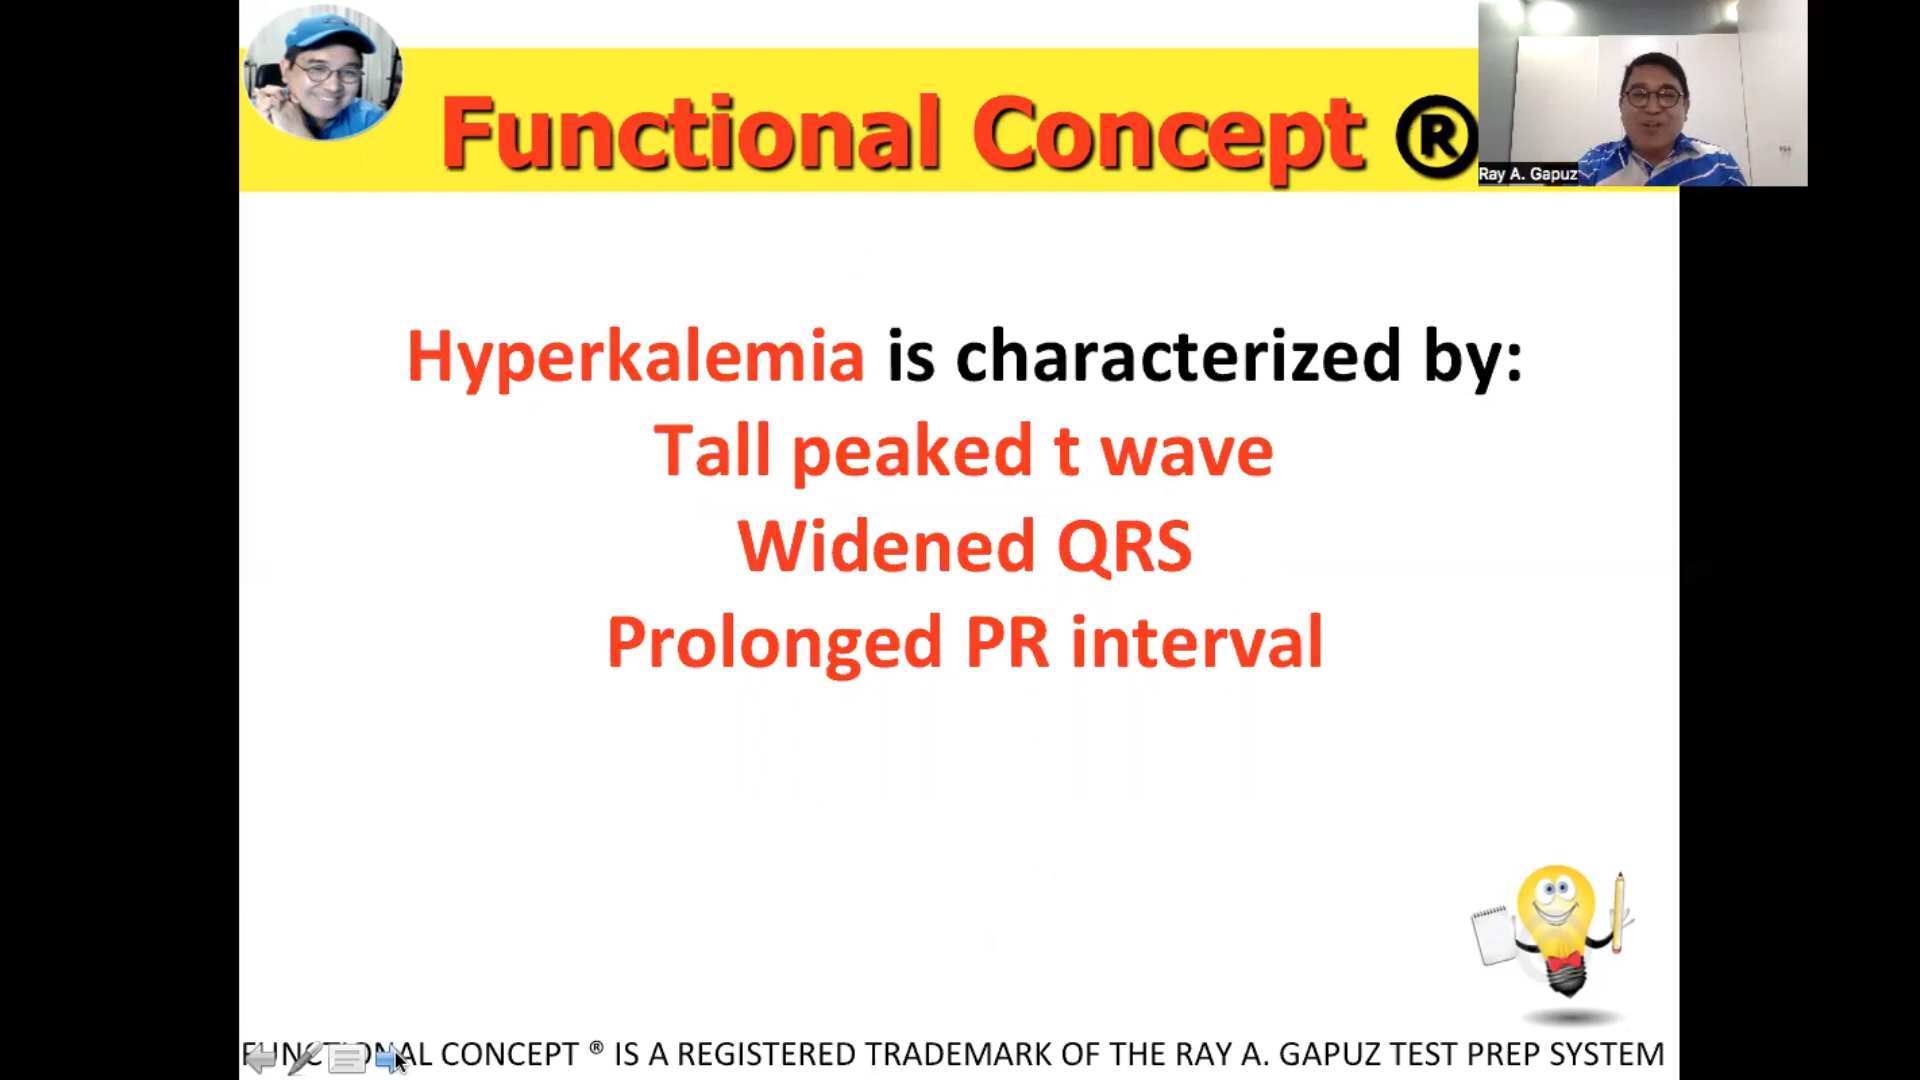 Functional Concept ®
Ray A. Gapuz
Hyperkalemia is characterized by:
Tall peaked t wave
Widened QRS
Prolonged PR interval
FUNCTIONAL CONCEPT ® IS A REGISTERED TRADEMARK OF THE RAY A. GAPUZ TEST PREP SYSTEM